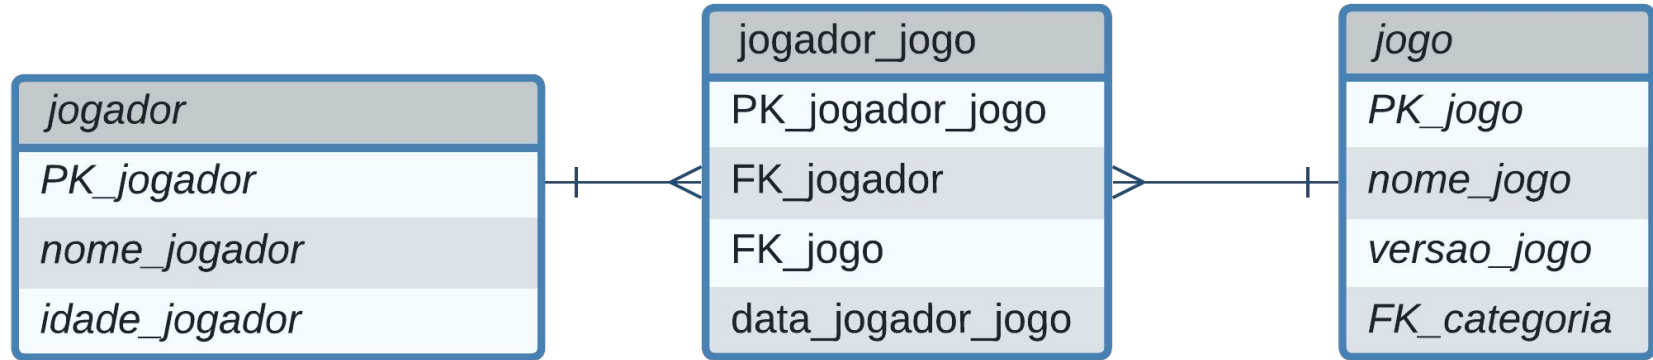 jogador
PK_jogador
nome_jogador
idade_jogador
jogador_jogo
PK_jogador_jogo
FK_jogador
FK_jogo
data_jogador_jogo
jogo
PK_jogo
nome_jogo
versao_jogo
FK_categoria